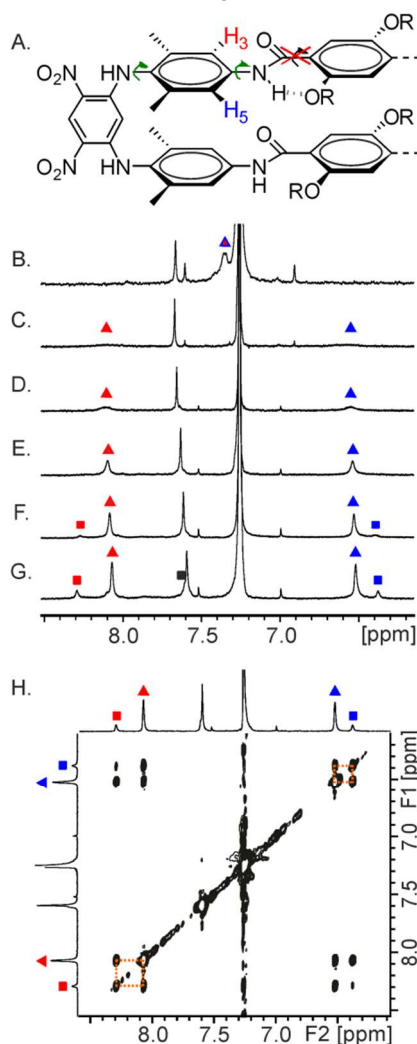 A.
H₃ O OR
O₂N HN N
H OR
H₅ OR
O₂N N O
H N
H
RO
B.
C.
D.
E.
F.
G.
8.0 7.5 7.0 [ppm]
H.
F1 [ppm]
7.0
7.5
8.0
8.0 7.5 7.0 F2 [ppm]